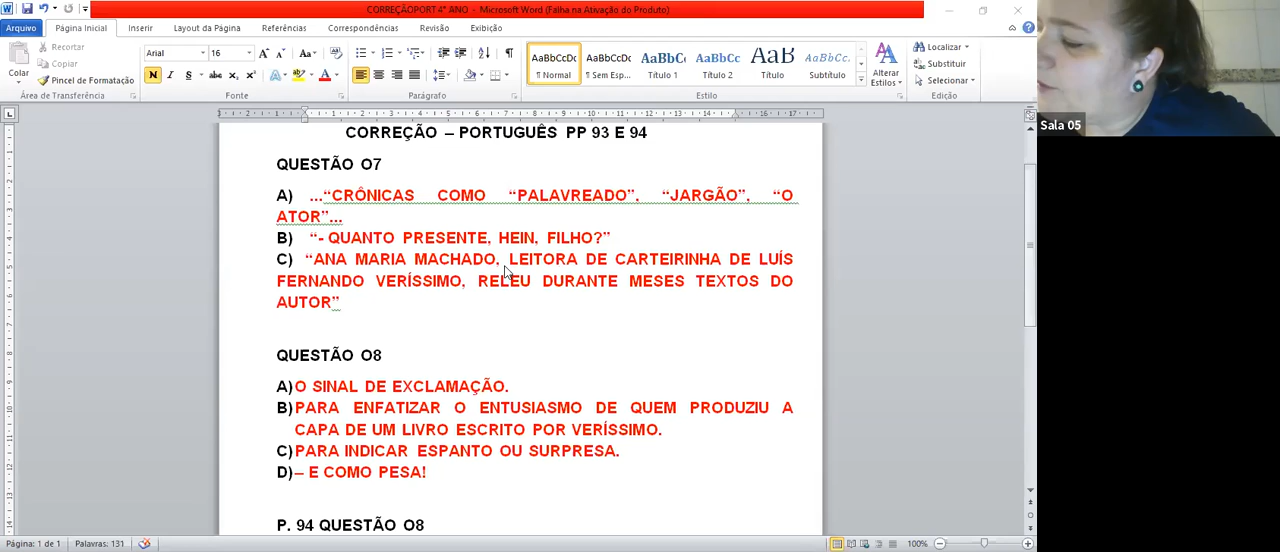 CORREÇÃOPORT 4° ANO - Microsoft Word (Falha na Ativação do Produto)
Arquivo Página Inicial Inserir Layout da Página Referências Correspondências Revisão Exibição
Colar
Recortar
Copiar
Pincel de Formatação
Área de Transferência
Arial 16
Fonte
Parágrafo
AaBbCcDc AaBbCcDc AaBbC( AaBbCc AaB AaBbCc.
¶ Normal ¶ Sem Esp... Título 1 Título 2 Título Subtítulo
Estilo
Alterar
Estilos
Localizar
Substituir
Selecionar
Edição
CORREÇÃO – PORTUGUÊS PP 93 E 94
QUESTÃO O7
A) ...“CRÔNICAS COMO “PALAVREADO”. “JARGÃO”. “O
ATOR”...
B) “- QUANTO PRESENTE, HEIN, FILHO?”
C) “ANA MARIA MACHADO, LEITORA DE CARTEIRINHA DE LUÍS
FERNANDO VERÍSSIMO, RELEU DURANTE MESES TEXTOS DO
AUTOR”
QUESTÃO O8
A)O SINAL DE EXCLAMAÇÃO.
B)PARA ENFATIZAR O ENTUSIASMO DE QUEM PRODUZIU A
CAPA DE UM LIVRO ESCRITO POR VERÍSSIMO.
C)PARA INDICAR ESPANTO OU SURPRESA.
D)– E COMO PESA!
P. 94 QUESTÃO O8
Página: 1 de 1 Palavras: 131 100%
Sala 05